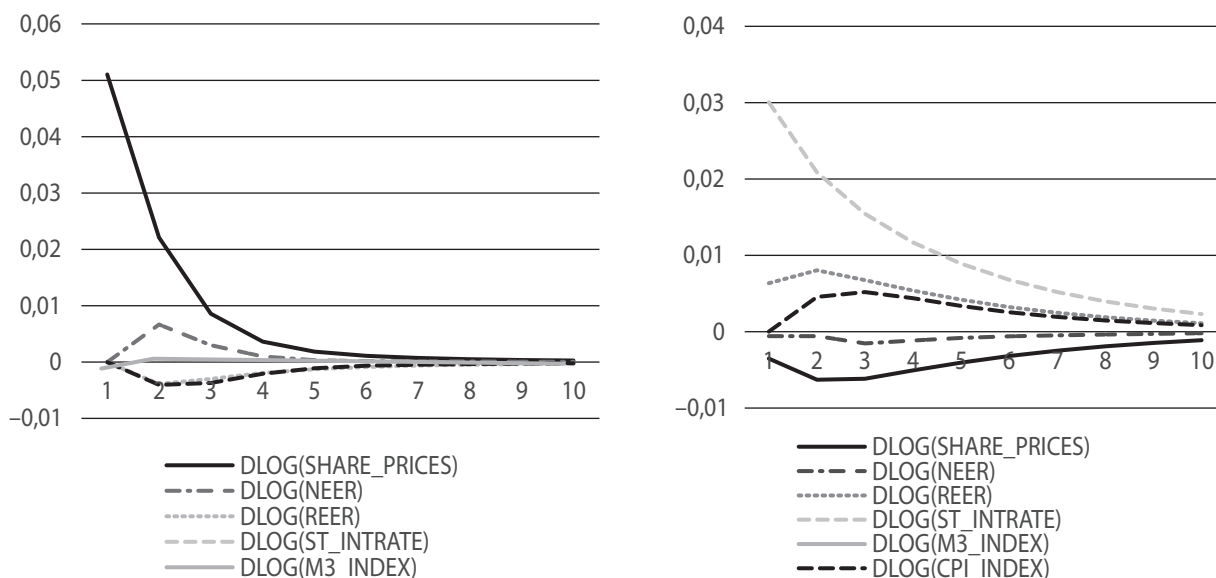 0,06
0,05
0,04
0,03
0,02
0,01
0
–0,01
1 2 3 4 5 6 7 8 9 10
DLOG(SHARE_PRICES)
DLOG(NEER)
DLOG(REER)
DLOG(ST_INTRATE)
DLOG(M3_INDEX)
0,04
0,03
0,02
0,01
0
–0,01
1 2 3 4 5 6 7 8 9 10
DLOG(SHARE_PRICES)
DLOG(NEER)
DLOG(REER)
DLOG(ST_INTRATE)
DLOG(M3_INDEX)
DLOG(CPI_INDEX)